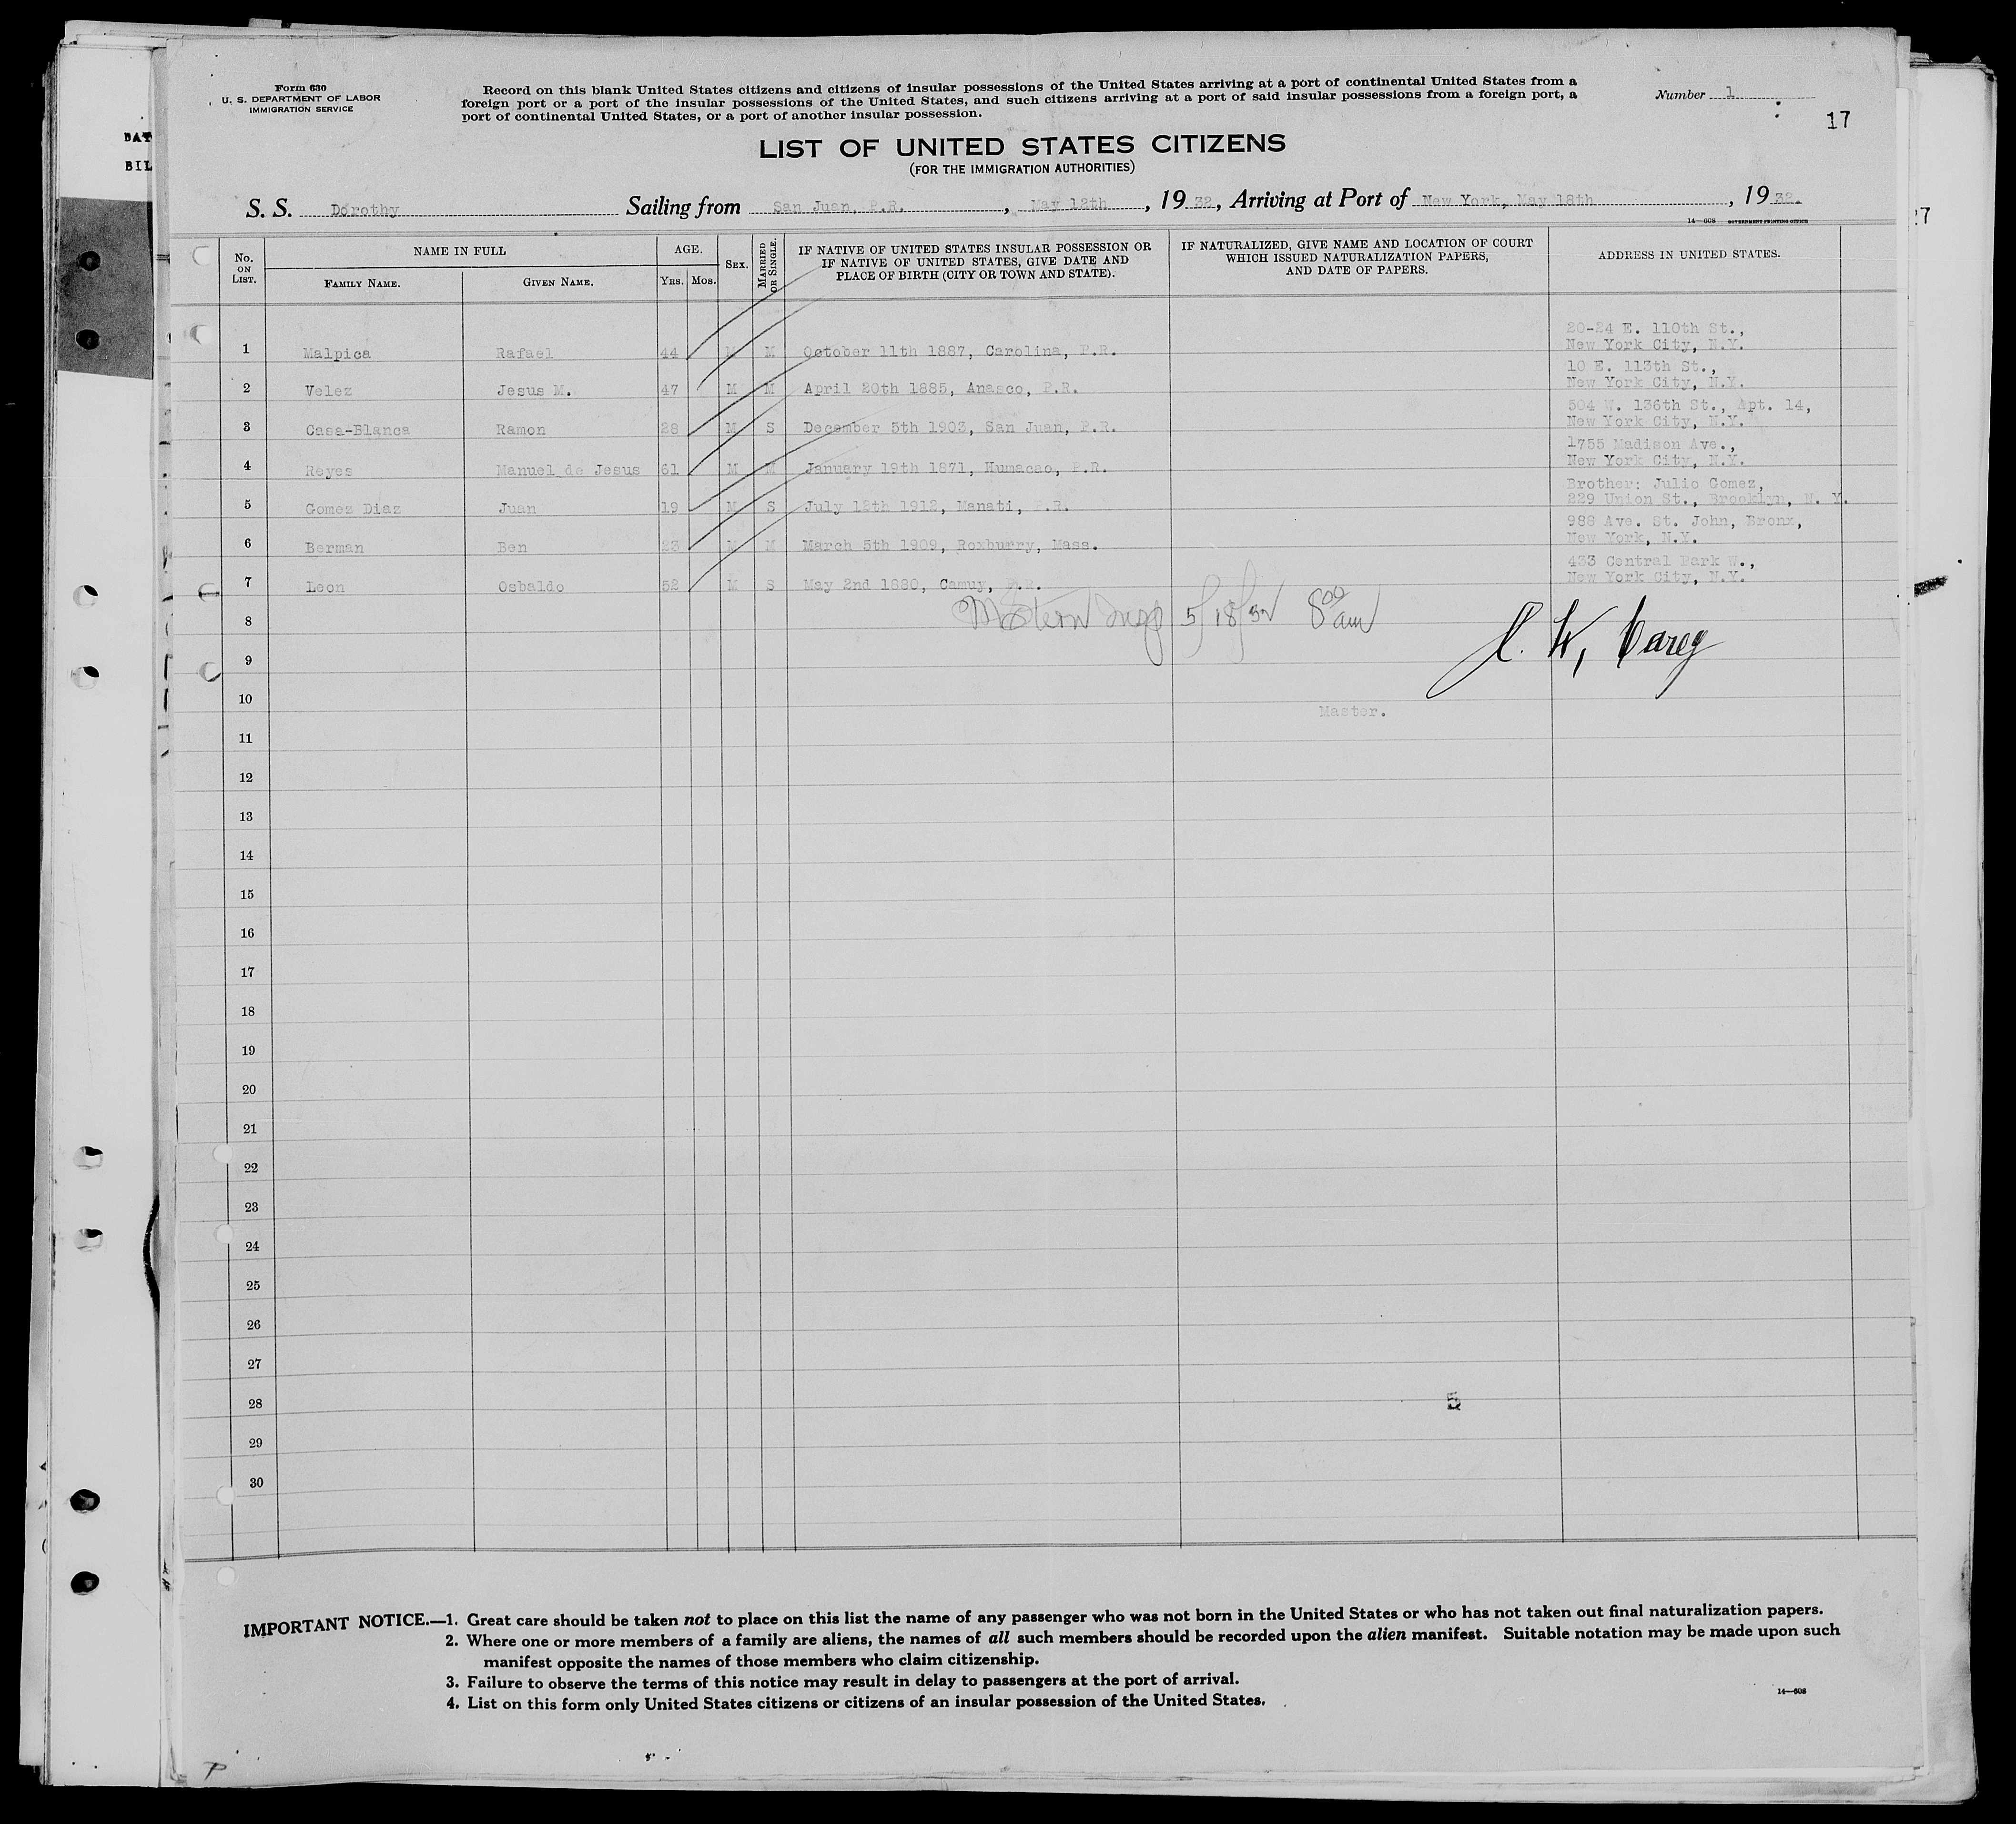 Form 630
U. S. DEPARTMENT OF LABOR
IMMIGRATION SERVICE
Record on this blank United States citizens and citizens of insular possessions of the United States arriving at a port of continental United States from a
foreign port or a port of the insular possessions of the United States, and such citizens arriving at a port of said insular possessions from a foreign port, a
port of continental United States, or a port of another insular possession.
Number 1
17
LIST OF UNITED STATES CITIZENS
(FOR THE IMMIGRATION AUTHORITIES)
S. S. Dorothy Sailing from San Juan, P.R. , May 12th , 19 32, Arriving at Port of New York, May 18th , 19 32.
14—608 GOVERNMENT PRINTING OFFICE
No. ON LIST. NAME IN FULL AGE. SEX. MARRIED OR SINGLE. IF NATIVE OF UNITED STATES INSULAR POSSESSION OR IF NATIVE OF UNITED STATES, GIVE DATE AND PLACE OF BIRTH (CITY OR TOWN AND STATE). IF NATURALIZED, GIVE NAME AND LOCATION OF COURT WHICH ISSUED NATURALIZATION PAPERS, AND DATE OF PAPERS. ADDRESS IN UNITED STATES.
FAMILY NAME. GIVEN NAME. YRS. MOS.
20-24 E. 110th St.,
1 Malpica Rafael 44 M M October 11th 1887, Carolina, P.R. New York City, N.Y.
10 E. 113th St.,
2 Velez Jesus M. 47 M M April 20th 1885, Anasco, P.R. New York City, N.Y.
504 W. 136th St., Apt. 14,
3 Casa-Blanca Ramon 28 M S December 5th 1903, San Juan, P.R. New York City, N.Y.
1755 Madison Ave.,
4 Reyes Manuel de Jesus 61 M M January 19th 1871, Humacao, P.R. New York City, N.Y.
Brother: Julio Gomez,
5 Gomez Diaz Juan 19 M S July 12th 1912, Manati, P.R. 229 Union St., Brooklyn, N. Y.
988 Ave. St. John, Bronx,
6 Berman Ben 23 M M March 5th 1909, Roxburry, Mass. New York, N.Y.
433 Central Park W.,
7 Leon Osbaldo 52 M S May 2nd 1880, Camuy, P.R. New York City, N.Y.
8 Insp 5/18/32 8 00 am
9 W. Carey
10
Master.
11
12
13
14
15
16
17
18
19
20
21
22
23
24
25
26
27
28 5
29
30
IMPORTANT NOTICE.—1. Great care should be taken not to place on this list the name of any passenger who was not born in the United States or who has not taken out final naturalization papers.
2. Where one or more members of a family are aliens, the names of all such members should be recorded upon the alien manifest. Suitable notation may be made upon such
manifest opposite the names of those members who claim citizenship.
3. Failure to observe the terms of this notice may result in delay to passengers at the port of arrival.
4. List on this form only United States citizens or citizens of an insular possession of the United States.
14—608
P
DAT
BIL